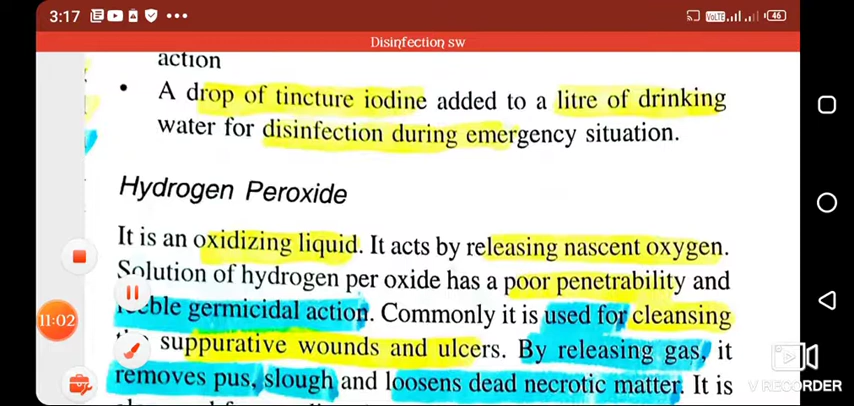 3:17
VoLTE
46
Disinfection sw
action
• A drop of tincture iodine added to a litre of drinking
water for disinfection during emergency situation.
Hydrogen Peroxide
It is an oxidizing liquid. It acts by releasing nascent oxygen.
Solution of hydrogen per oxide has a poor penetrability and
feeble germicidal action. Commonly it is used for cleansing
suppurative wounds and ulcers. By releasing gas, it
removes pus, slough and loosens dead necrotic matter. It is
11:02
V RECORDER